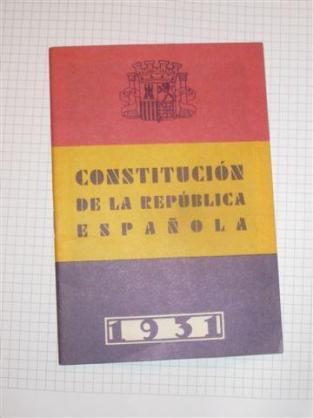 CONSTITUCIÓN
DE LA REPÚBLICA
ESPAÑOLA
1931